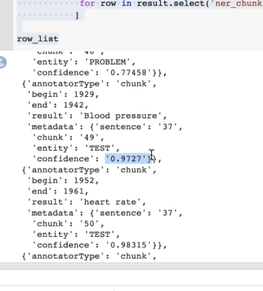 for row in result.select('ner_chunk
]
row_list
'chunk': '48',
'entity': 'PROBLEM',
'confidence': '0.77458'}},
{'annotatorType': 'chunk',
'begin': 1929,
'end': 1942,
'result': 'Blood pressure',
'metadata': {'sentence': '37',
'chunk': '49',
'entity': 'TEST',
'confidence': '0.9727'}},
{'annotatorType': 'chunk',
'begin': 1952,
'end': 1961,
'result': 'heart rate',
'metadata': {'sentence': '37',
'chunk': '50',
'entity': 'TEST',
'confidence': '0.98315'}},
{'annotatorType': 'chunk',